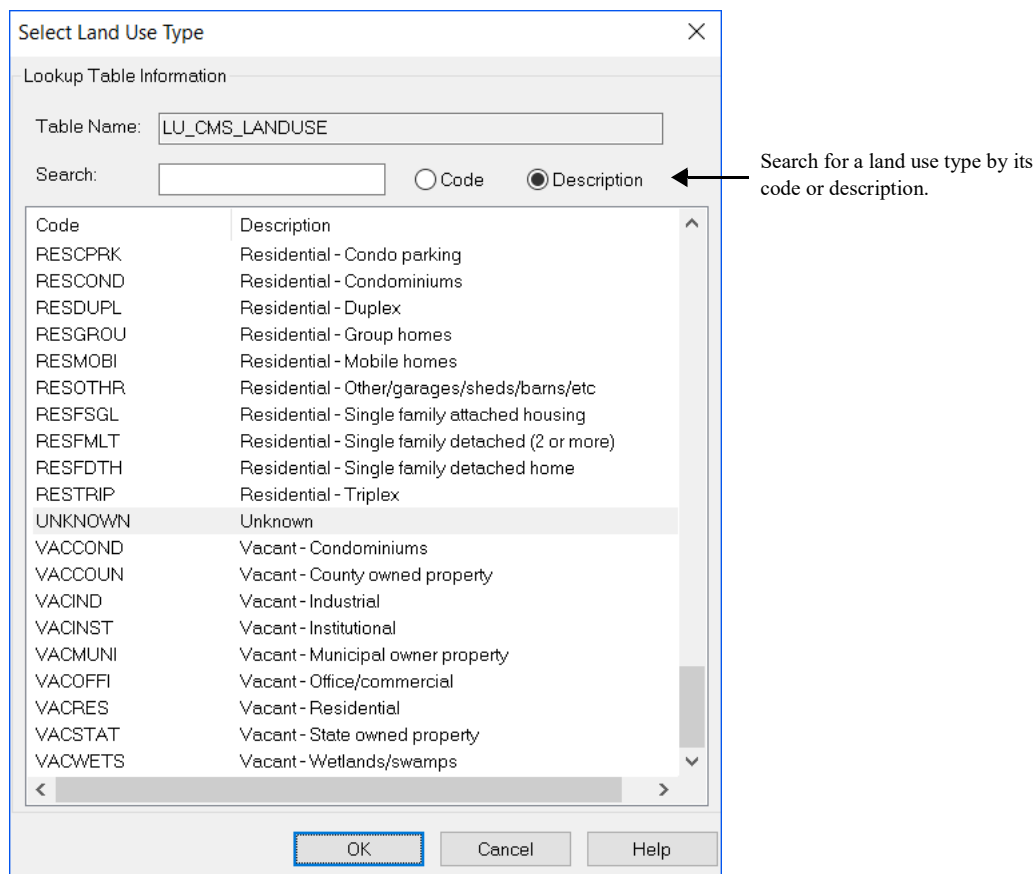 Select Land Use Type
Lookup Table Information
Table Name: LU_CMS_LANDUSE
Search: Code Description
Search for a land use type by its
code or description.
Code Description
RESCPRK Residential - Condo parking
RESCOND Residential - Condominiums
RESDUPL Residential - Duplex
RESGROU Residential - Group homes
RESMOBI Residential - Mobile homes
RESOTHR Residential - Other/garages/sheds/barns/etc
RESFSGL Residential - Single family attached housing
RESFMLT Residential - Single family detached (2 or more)
RESFDTH Residential - Single family detached home
RESTRIP Residential - Triplex
UNKNOWN Unknown
VACCOND Vacant - Condominiums
VACCOUN Vacant - County owned property
VACIND Vacant - Industrial
VACINST Vacant - Institutional
VACMUNI Vacant - Municipal owner property
VACOFFI Vacant - Office/commercial
VACRES Vacant - Residential
VACSTAT Vacant - State owned property
VACWETS Vacant - Wetlands/swamps
OK Cancel Help